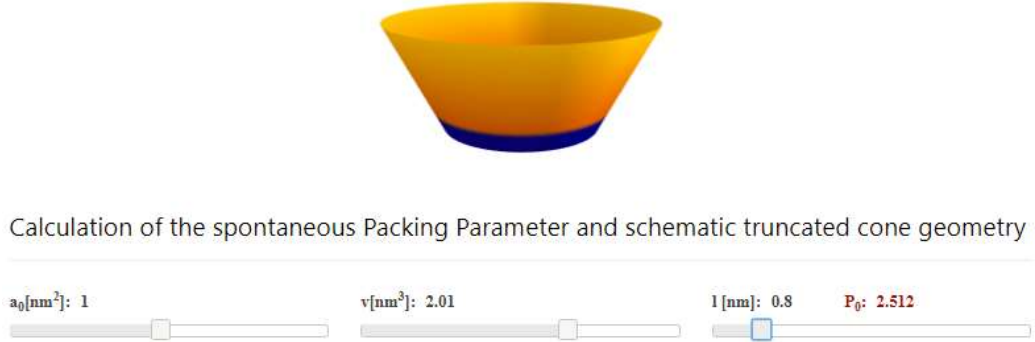 Calculation of the spontaneous Packing Parameter and schematic truncated cone geometry
a₀[nm²]: 1 v[nm³]: 2.01 l [nm]: 0.8 P₀: 2.512